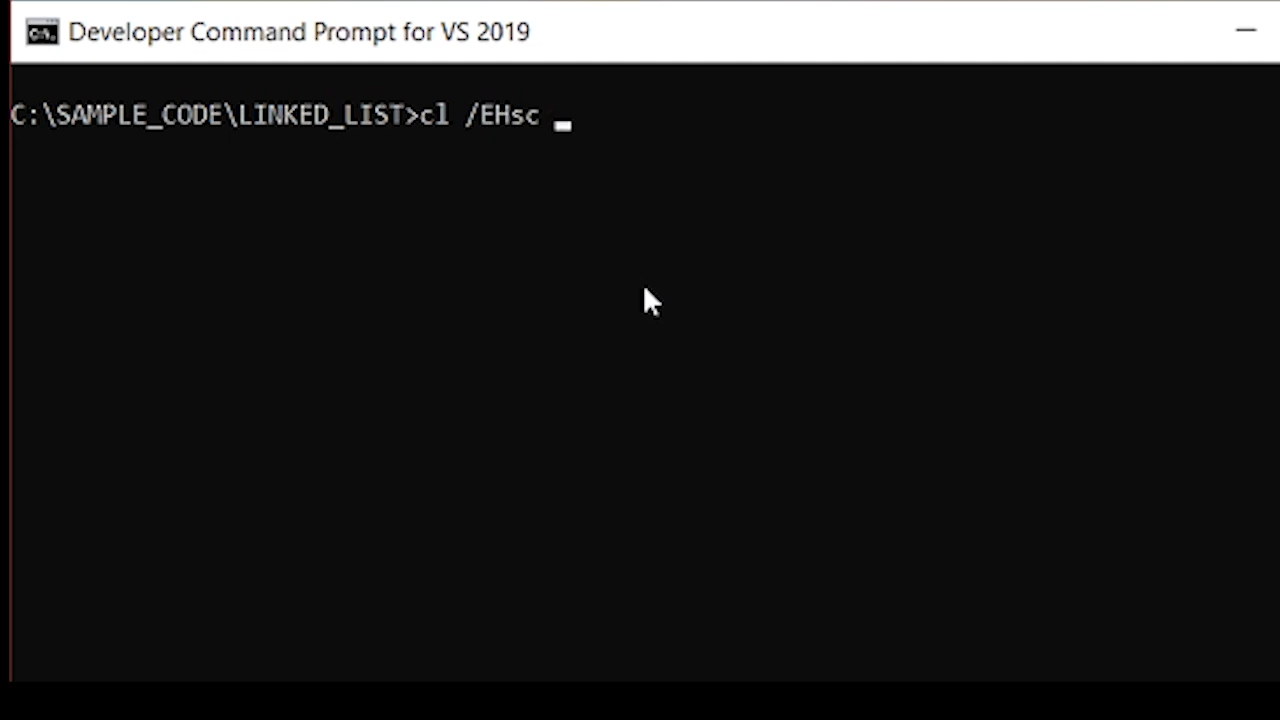 Developer Command Prompt for VS 2019
C:\SAMPLE_CODE\LINKED_LIST>cl /EHsc